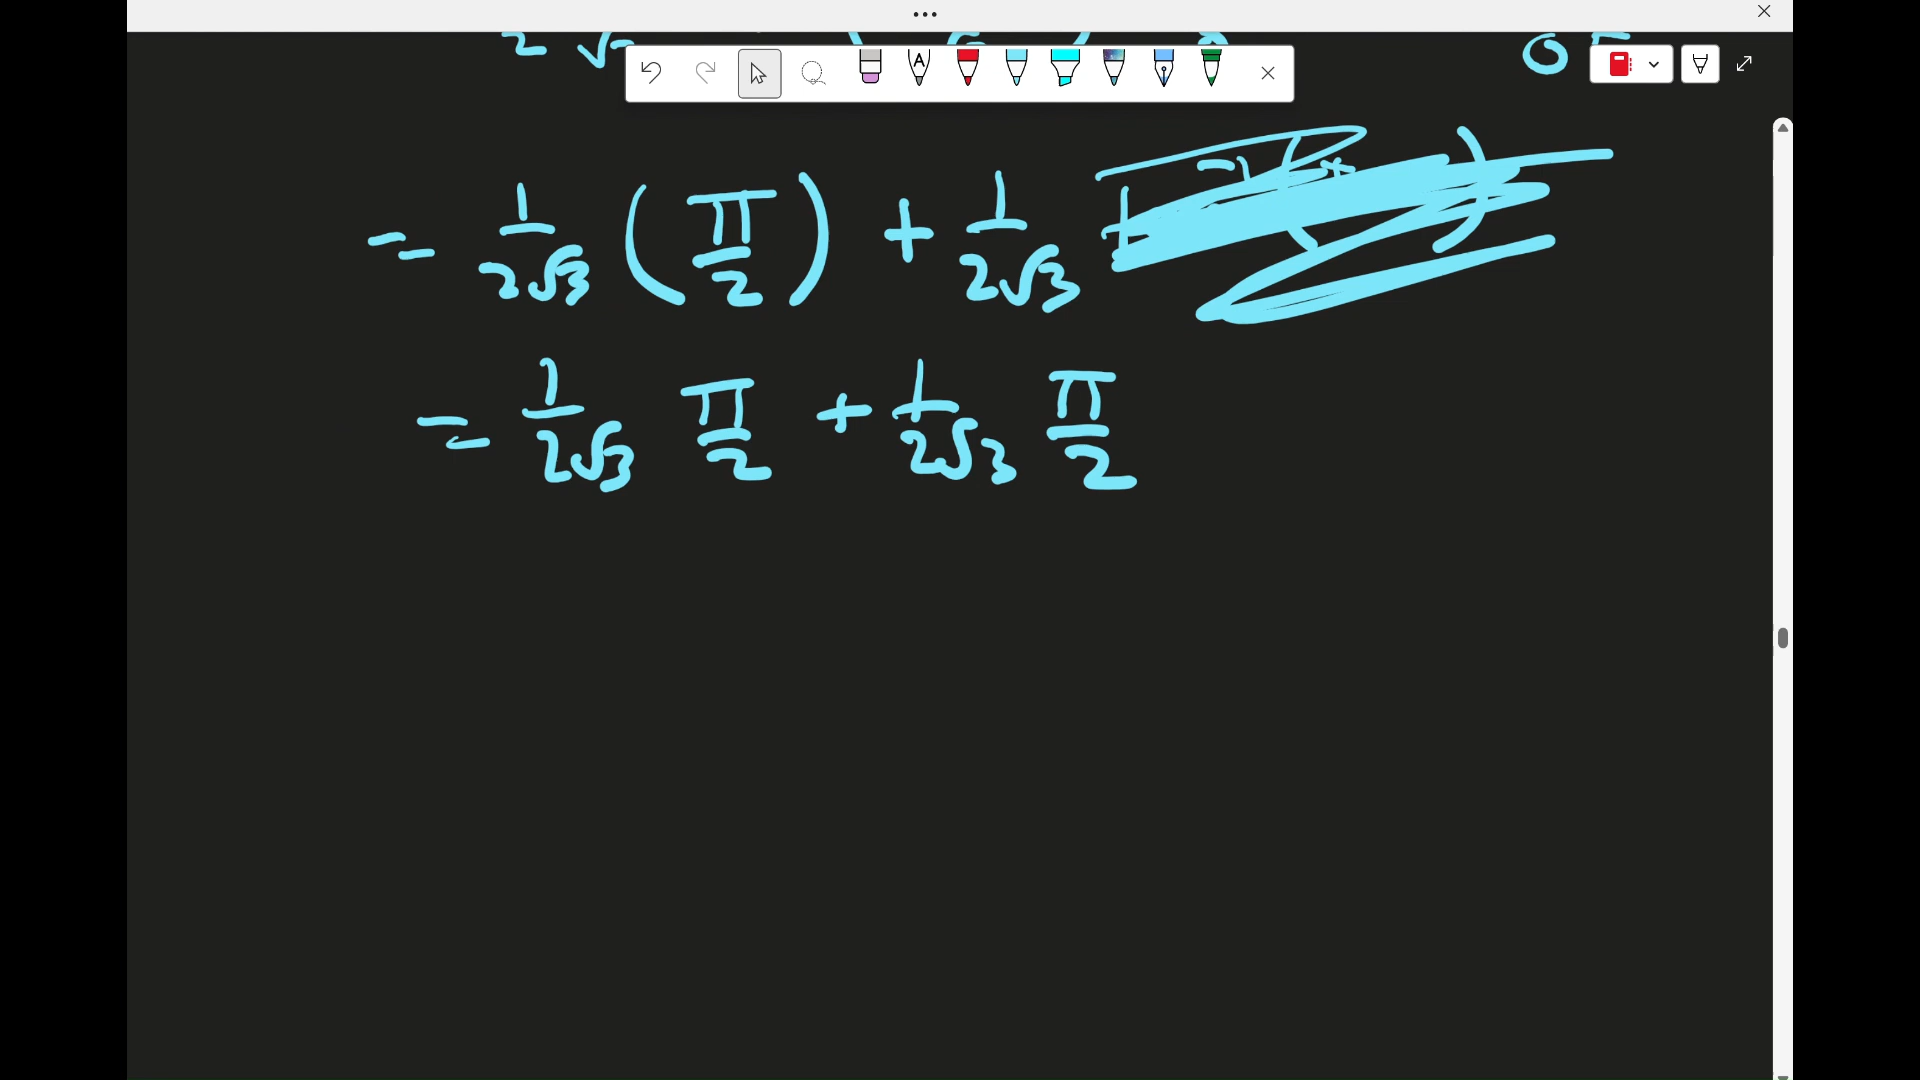 = 1/(2√3) (π/2) + 1/(2√3)
= 1/(2√3) π/2 + 1/(2√3) π/2